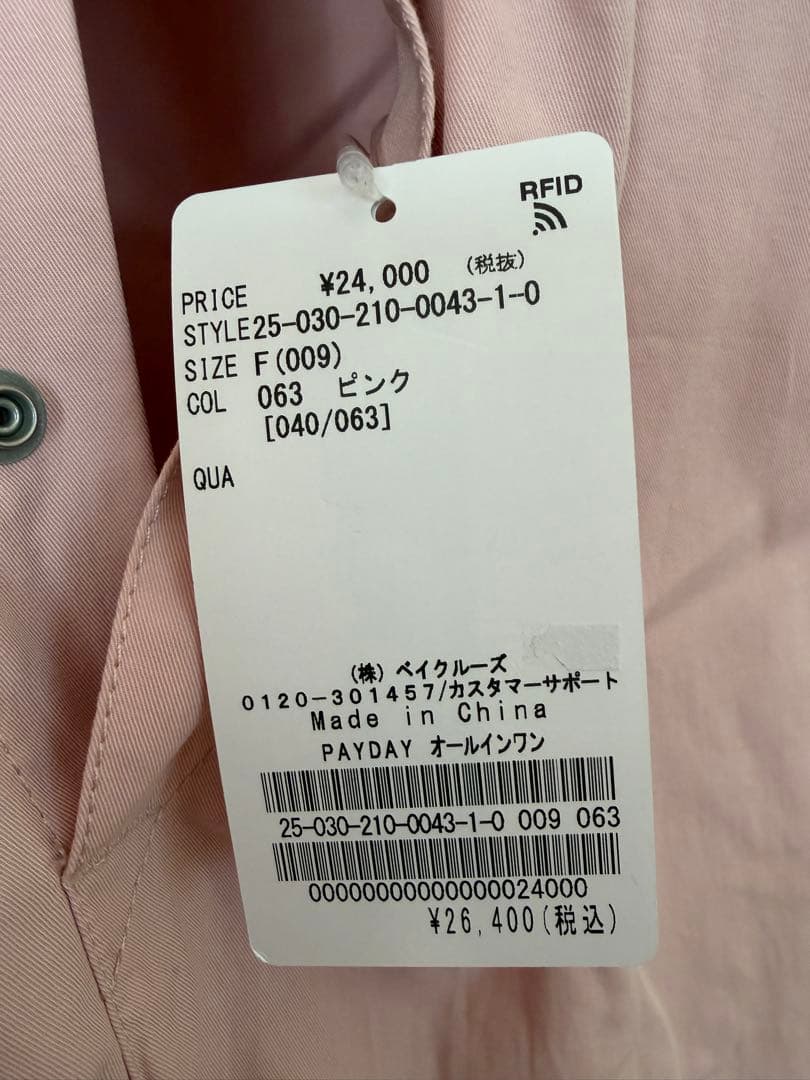 RFID
PRICE ¥24,000 (税抜)
STYLE25-030-210-0043-1-0
SIZE F(009)
COL 063 ピンク
[040/063]
QUA
(株) ベイクルーズ
0120-301457/カスタマーサポート
Made in China
PAYDAY オールインワン
25-030-210-0043-1-0 009 063
00000000000000024000
¥26,400(税込)